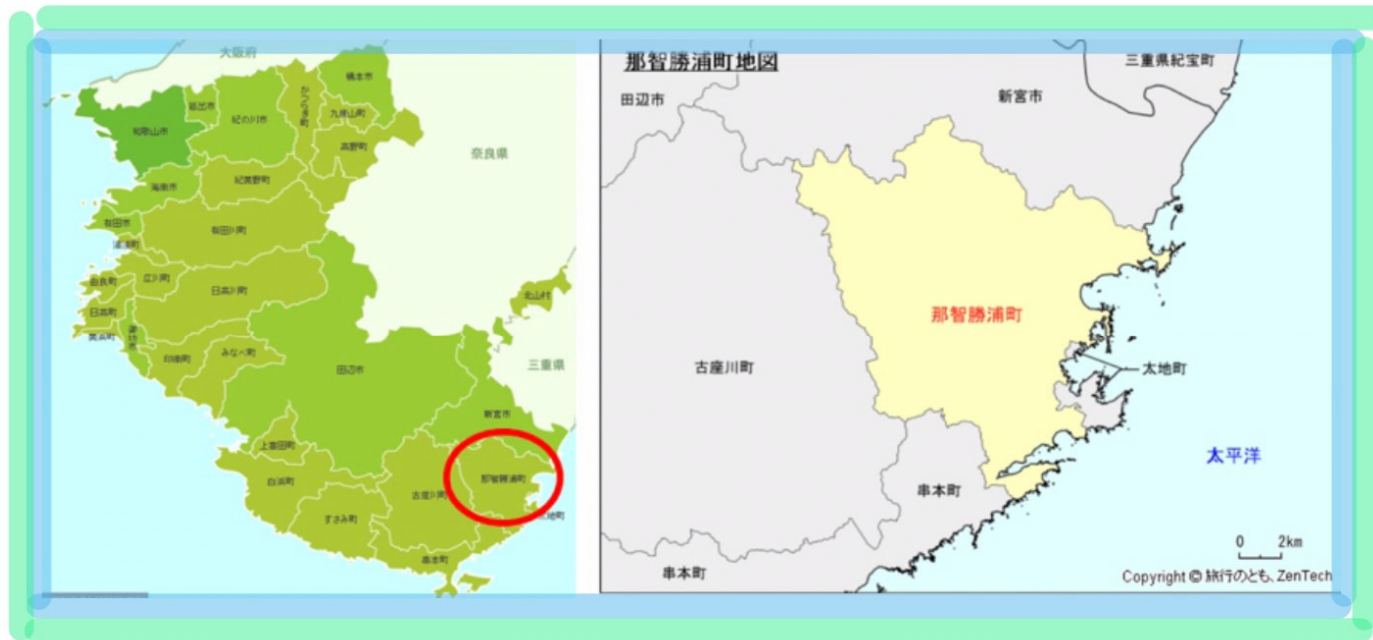 大阪府
橋本市
かつらぎ町
岩出市
紀の川市
九度山町
和歌山市
高野町
奈良県
紀美野町
海南市
有田市
有田川町
湯浅町
広川町
由良町
日高川町
北山村
日高町
美浜町
御坊市
印南町
みなべ町
田辺市
三重県
新宮市
上富田町
那智勝浦町
白浜町
古座川町
すさみ町
太地町
串本町
那智勝浦町地図
三重県紀宝町
田辺市
新宮市
那智勝浦町
古座川町
太地町
太平洋
串本町
0 2km
串本町
Copyright © 旅行のとも、ZenTech